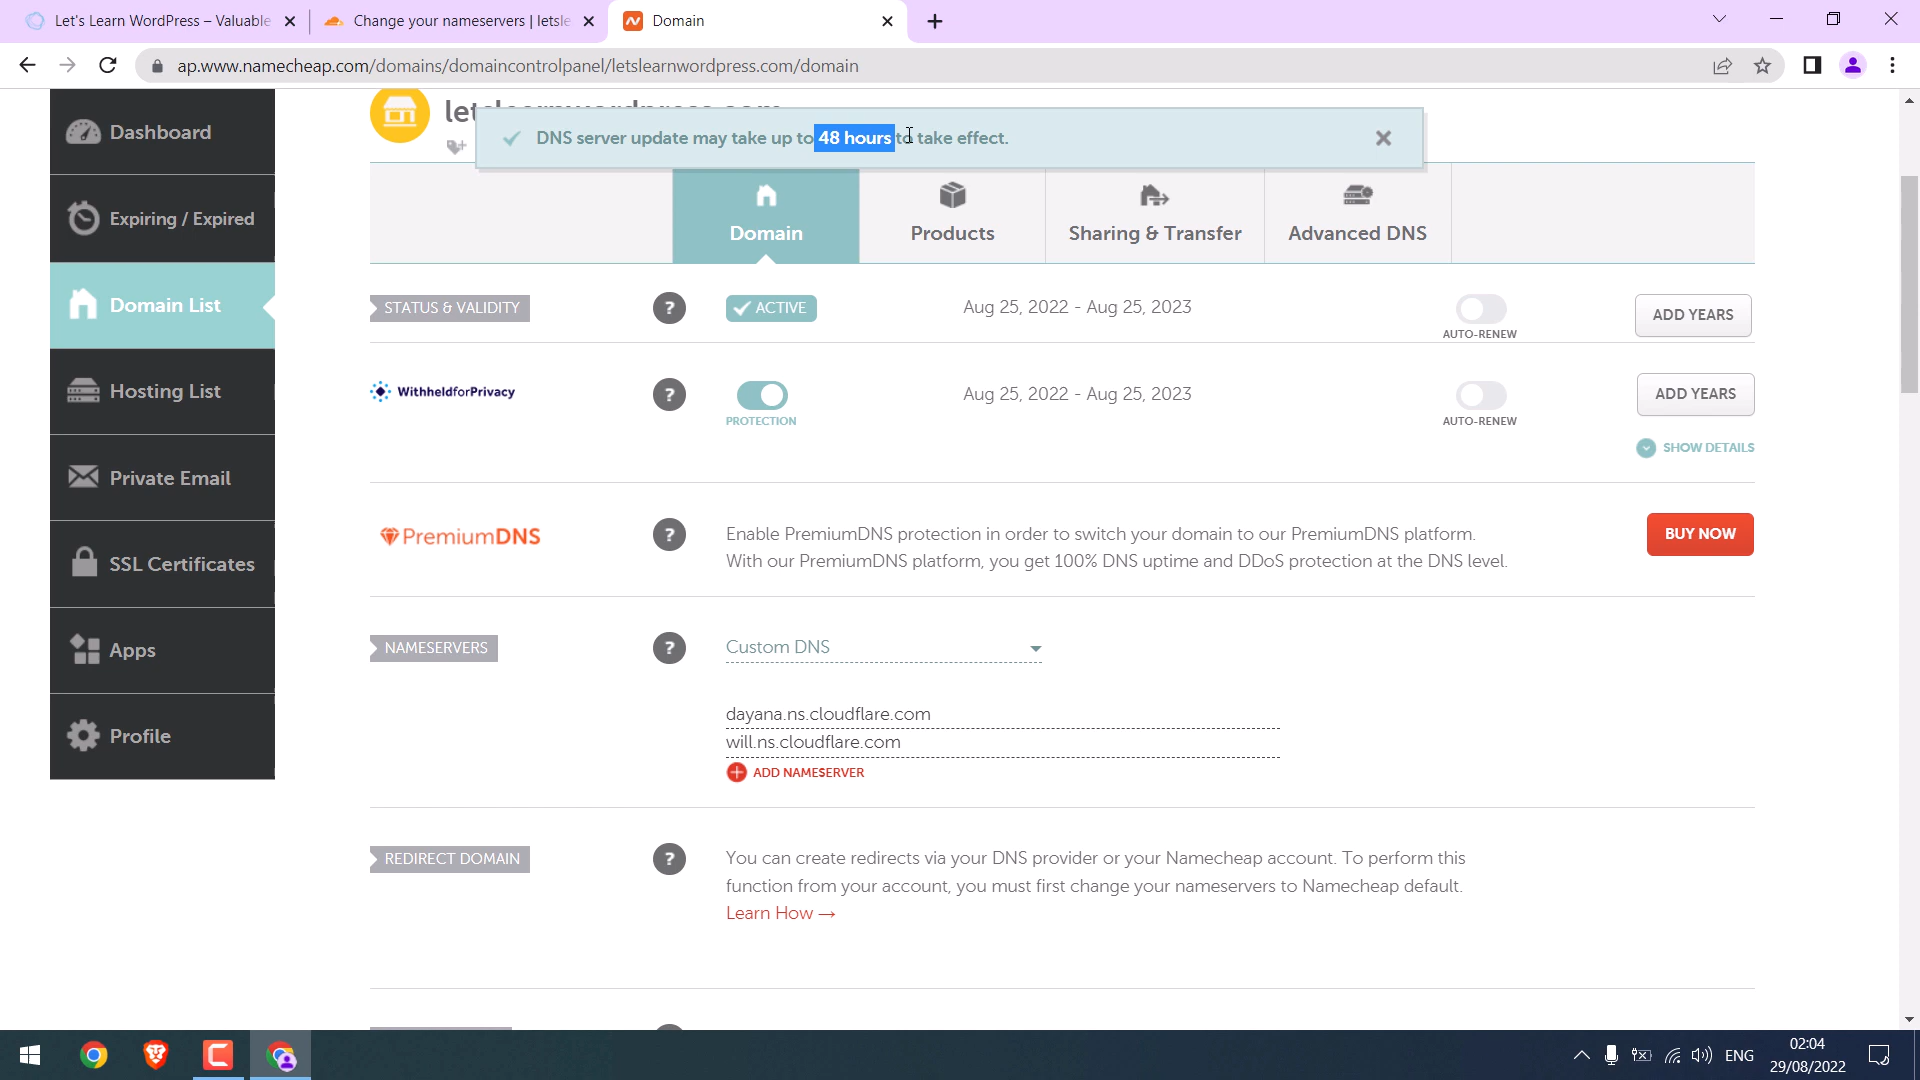 Let's Learn WordPress – Valuable
Change your nameservers | letsle
Domain
ap.www.namecheap.com/domains/domaincontrolpanel/letslearnwordpress.com/domain
DNS server update may take up to 48 hours to take effect.
Dashboard
Expiring / Expired
Domain List
Hosting List
Private Email
SSL Certificates
Apps
Profile
Domain
Products
Sharing & Transfer
Advanced DNS
STATUS & VALIDITY
?
ACTIVE
Aug 25, 2022 - Aug 25, 2023
AUTO-RENEW
ADD YEARS
WithheldforPrivacy
?
PROTECTION
Aug 25, 2022 - Aug 25, 2023
AUTO-RENEW
ADD YEARS
SHOW DETAILS
PremiumDNS
?
Enable PremiumDNS protection in order to switch your domain to our PremiumDNS platform.
With our PremiumDNS platform, you get 100% DNS uptime and DDoS protection at the DNS level.
BUY NOW
NAMESERVERS
?
Custom DNS
dayana.ns.cloudflare.com
will.ns.cloudflare.com
ADD NAMESERVER
REDIRECT DOMAIN
?
You can create redirects via your DNS provider or your Namecheap account. To perform this
function from your account, you must first change your nameservers to Namecheap default.
Learn How →
ENG
02:04
29/08/2022